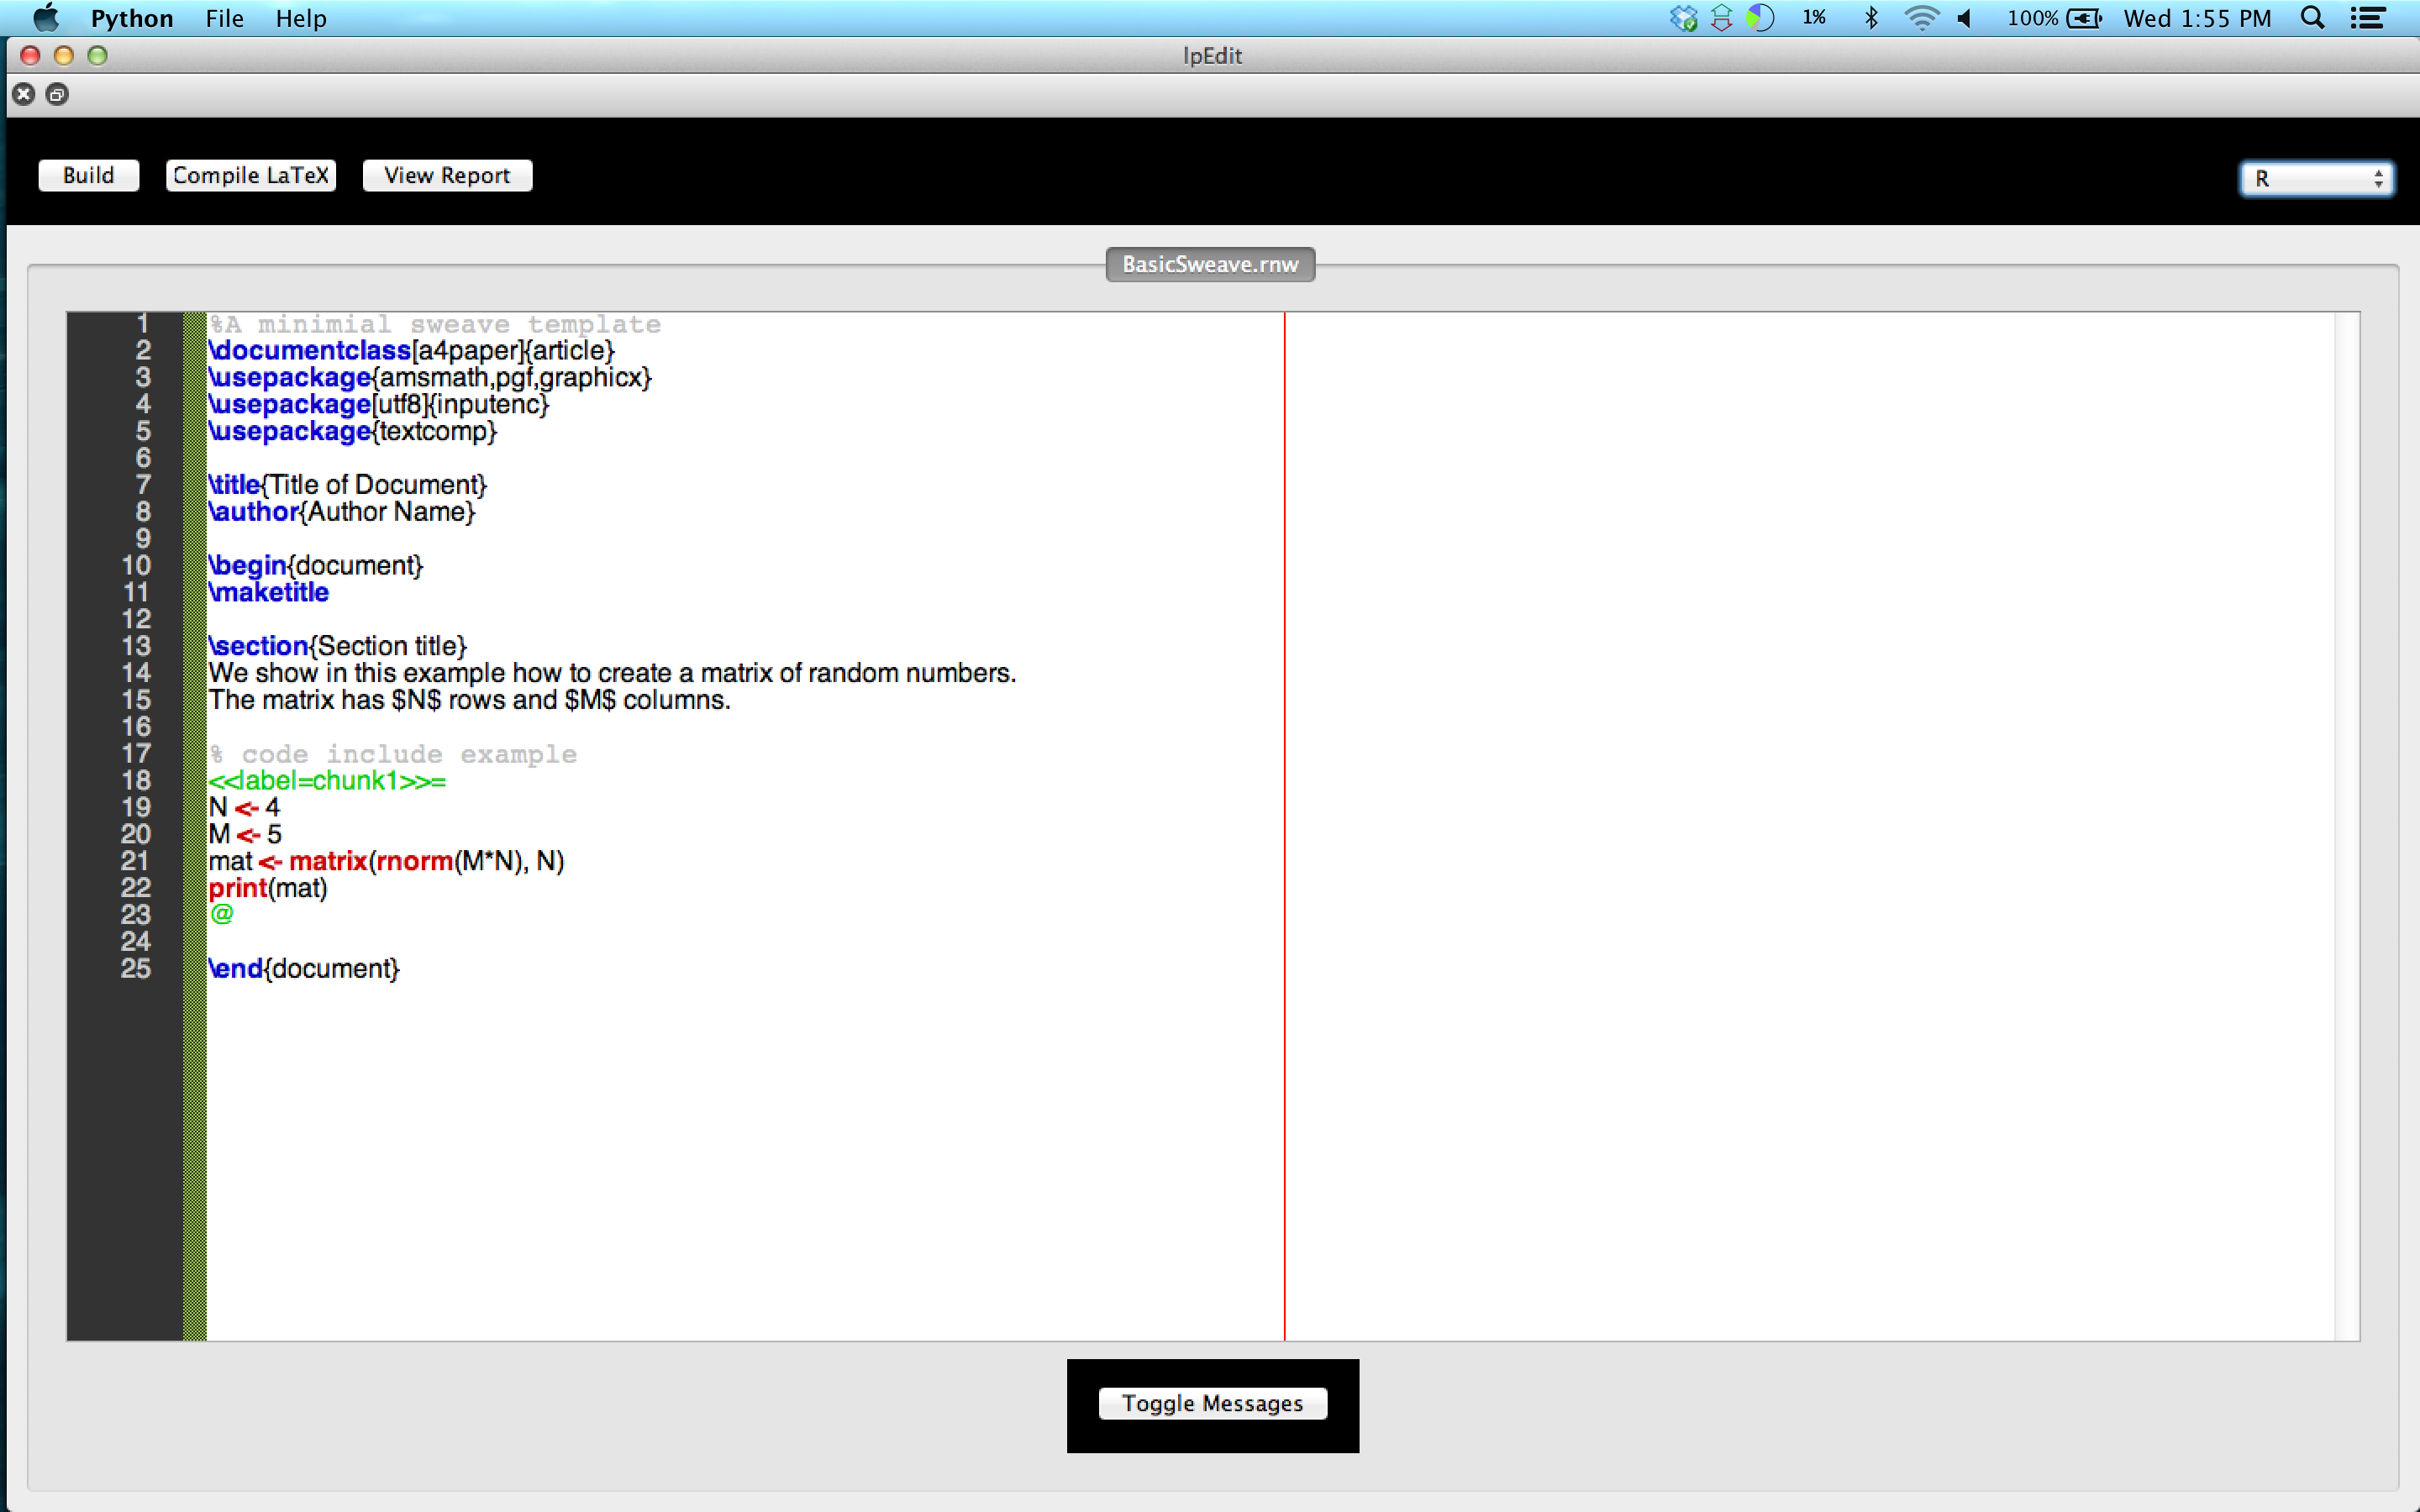 Python File Help 1% 100% Wed 1:55 PM
lpEdit
Build Compile LaTeX View Report R
BasicSweave.rnw
1 %A minimial sweave template
2 \documentclass[a4paper]{article}
3 \usepackage{amsmath,pgf,graphicx}
4 \usepackage[utf8]{inputenc}
5 \usepackage{textcomp}
6
7 \title{Title of Document}
8 \author{Author Name}
9
10 \begin{document}
11 \maketitle
12
13 \section{Section title}
14 We show in this example how to create a matrix of random numbers.
15 The matrix has $N$ rows and $M$ columns.
16
17 % code include example
18 <<label=chunk1>>=
19 N <- 4
20 M <- 5
21 mat <- matrix(rnorm(M*N), N)
22 print(mat)
23 @
24
25 \end{document}
Toggle Messages